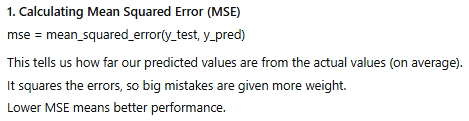 1. Calculating Mean Squared Error (MSE)
mse = mean_squared_error(y_test, y_pred)
This tells us how far our predicted values are from the actual values (on average).
It squares the errors, so big mistakes are given more weight.
Lower MSE means better performance.